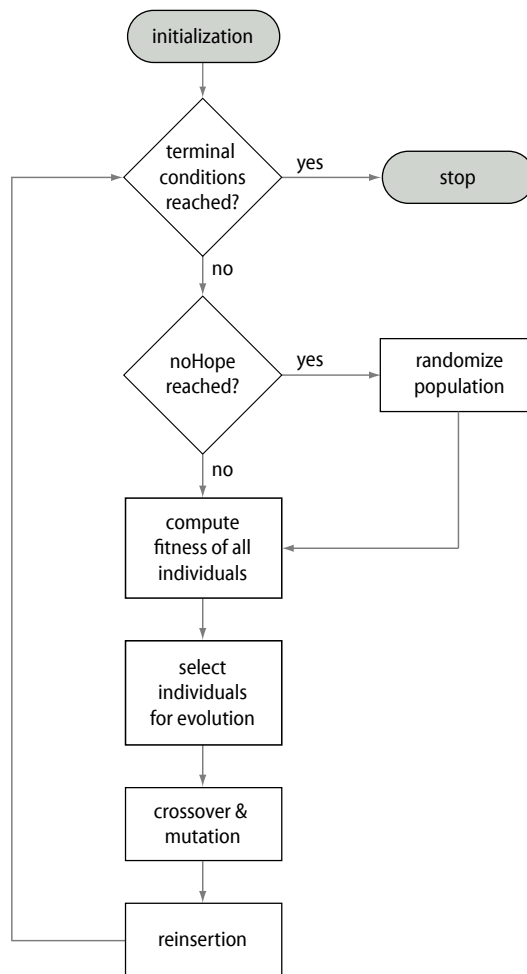 initialization
terminal
conditions
reached?
yes
stop
no
noHope
reached?
yes
randomize
population
no
compute
fitness of all
individuals
select
individuals
for evolution
crossover &
mutation
reinsertion